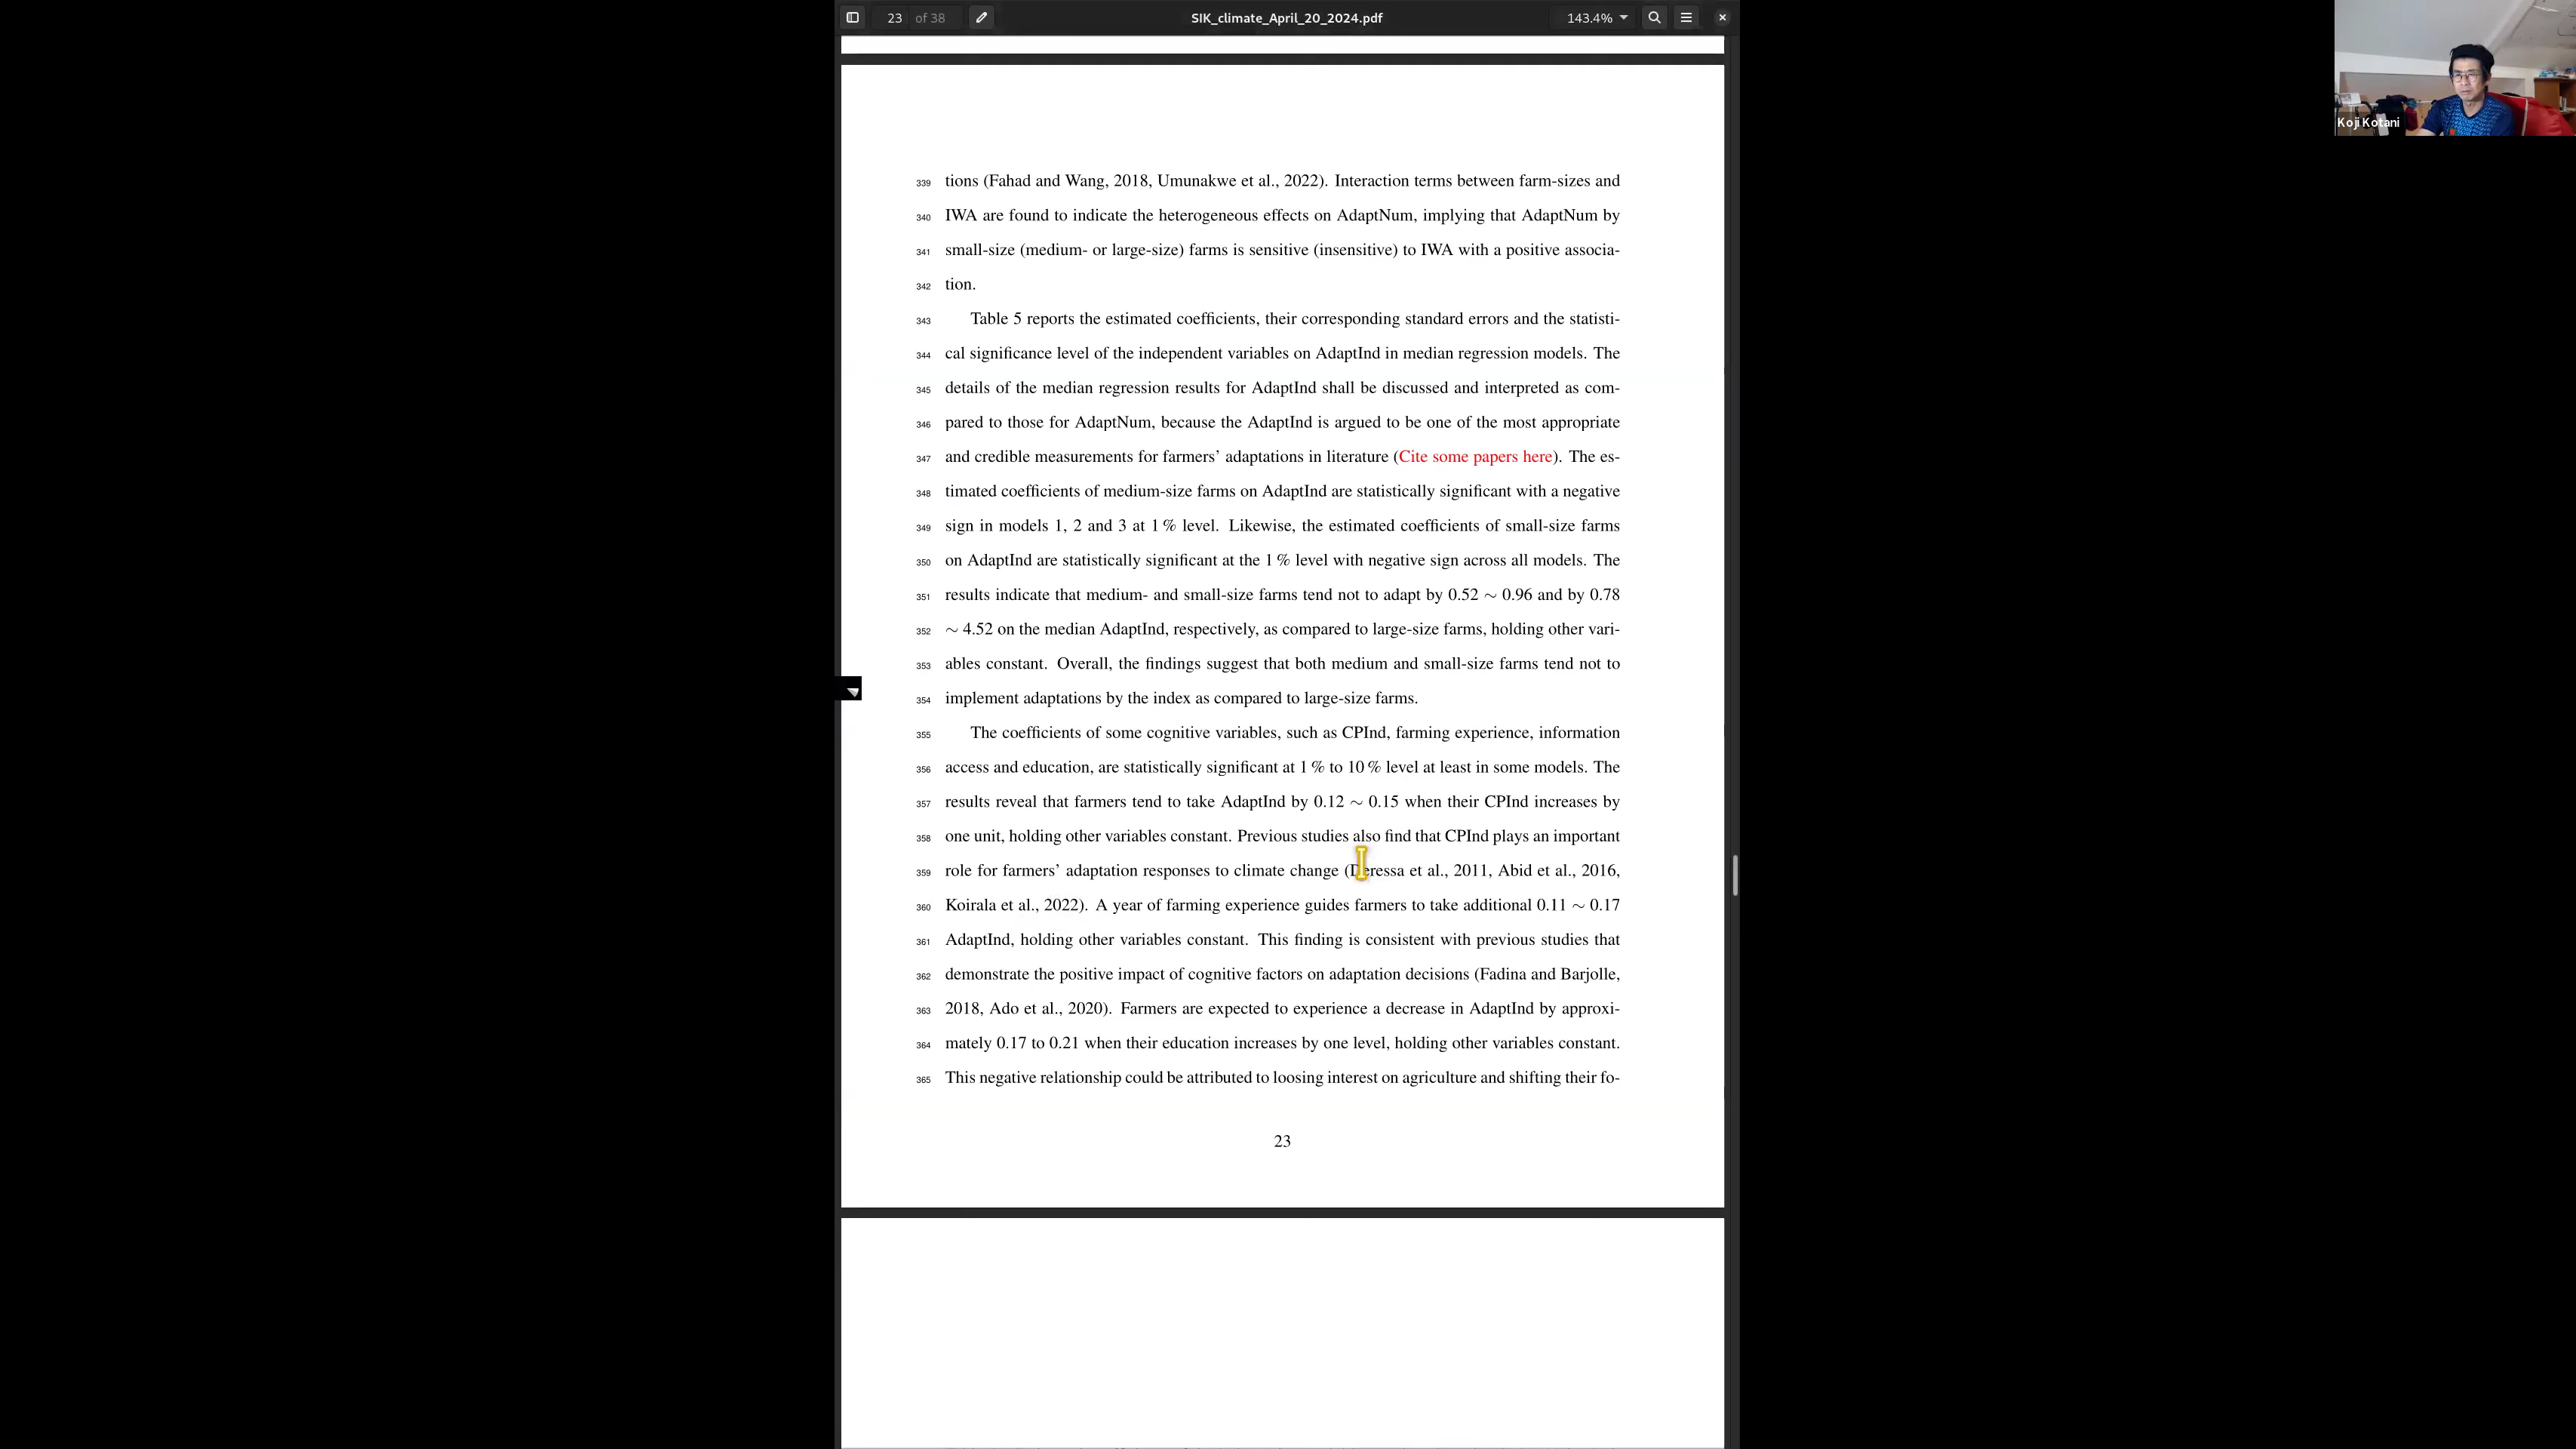 23 of 38
SIK_climate_April_20_2024.pdf
143.4%
Koji Kotani
339 tions (Fahad and Wang, 2018, Umunakwe et al., 2022). Interaction terms between farm-sizes and
340 IWA are found to indicate the heterogeneous effects on AdaptNum, implying that AdaptNum by
341 small-size (medium- or large-size) farms is sensitive (insensitive) to IWA with a positive associa-
342 tion.
343 Table 5 reports the estimated coefficients, their corresponding standard errors and the statisti-
344 cal significance level of the independent variables on AdaptInd in median regression models. The
345 details of the median regression results for AdaptInd shall be discussed and interpreted as com-
346 pared to those for AdaptNum, because the AdaptInd is argued to be one of the most appropriate
347 and credible measurements for farmers' adaptations in literature (Cite some papers here). The es-
348 timated coefficients of medium-size farms on AdaptInd are statistically significant with a negative
349 sign in models 1, 2 and 3 at 1 % level. Likewise, the estimated coefficients of small-size farms
350 on AdaptInd are statistically significant at the 1 % level with negative sign across all models. The
351 results indicate that medium- and small-size farms tend not to adapt by 0.52 ∼ 0.96 and by 0.78
352 ∼ 4.52 on the median AdaptInd, respectively, as compared to large-size farms, holding other vari-
353 ables constant. Overall, the findings suggest that both medium and small-size farms tend not to
354 implement adaptations by the index as compared to large-size farms.
355 The coefficients of some cognitive variables, such as CPInd, farming experience, information
356 access and education, are statistically significant at 1 % to 10 % level at least in some models. The
357 results reveal that farmers tend to take AdaptInd by 0.12 ∼ 0.15 when their CPInd increases by
358 one unit, holding other variables constant. Previous studies also find that CPInd plays an important
359 role for farmers' adaptation responses to climate change (Deressa et al., 2011, Abid et al., 2016,
360 Koirala et al., 2022). A year of farming experience guides farmers to take additional 0.11 ∼ 0.17
361 AdaptInd, holding other variables constant. This finding is consistent with previous studies that
362 demonstrate the positive impact of cognitive factors on adaptation decisions (Fadina and Barjolle,
363 2018, Ado et al., 2020). Farmers are expected to experience a decrease in AdaptInd by approxi-
364 mately 0.17 to 0.21 when their education increases by one level, holding other variables constant.
365 This negative relationship could be attributed to loosing interest on agriculture and shifting their fo-
23